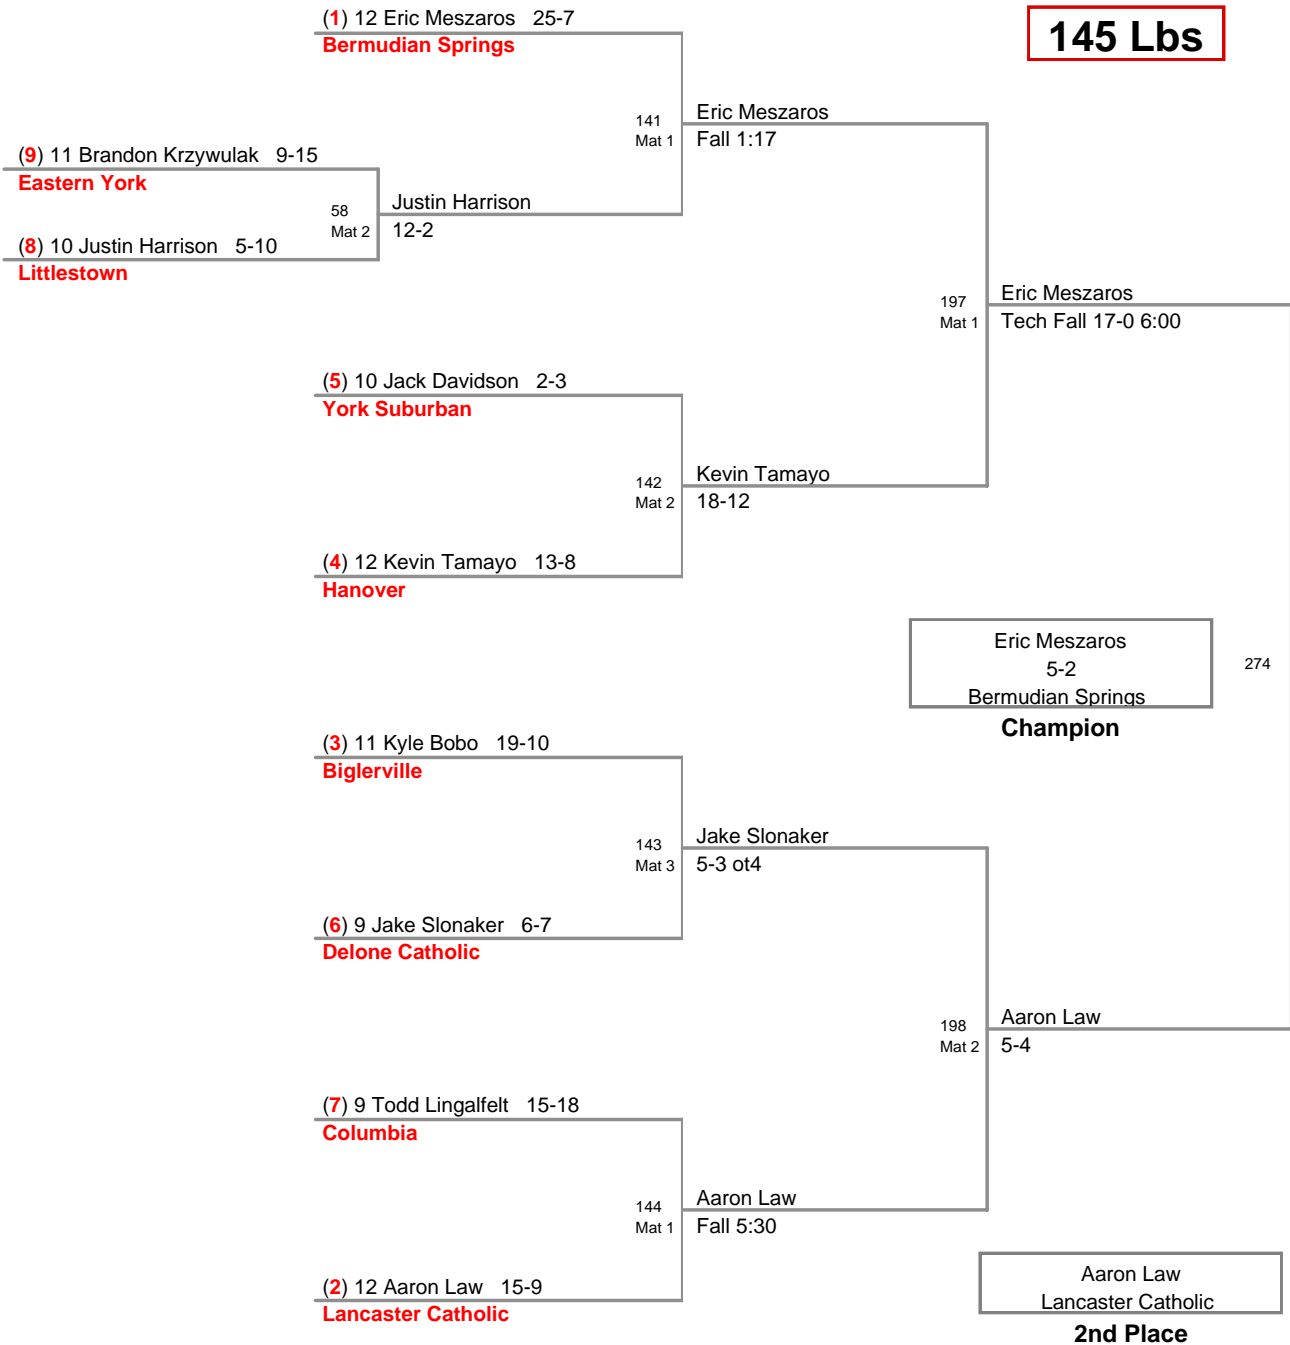 (1) 12 Eric Meszaros 25-7
Bermudian Springs
145 Lbs
141
Mat 1
Eric Meszaros
Fall 1:17
(9) 11 Brandon Krzywulak 9-15
Eastern York
58
Mat 2
Justin Harrison
12-2
(8) 10 Justin Harrison 5-10
Littlestown
197
Mat 1
Eric Meszaros
Tech Fall 17-0 6:00
(5) 10 Jack Davidson 2-3
York Suburban
142
Mat 2
Kevin Tamayo
18-12
(4) 12 Kevin Tamayo 13-8
Hanover
Eric Meszaros
5-2
Bermudian Springs
274
Champion
(3) 11 Kyle Bobo 19-10
Biglerville
143
Mat 3
Jake Slonaker
5-3 ot4
(6) 9 Jake Slonaker 6-7
Delone Catholic
198
Mat 2
Aaron Law
5-4
(7) 9 Todd Lingalfelt 15-18
Columbia
144
Mat 1
Aaron Law
Fall 5:30
(2) 12 Aaron Law 15-9
Lancaster Catholic
Aaron Law
Lancaster Catholic
2nd Place